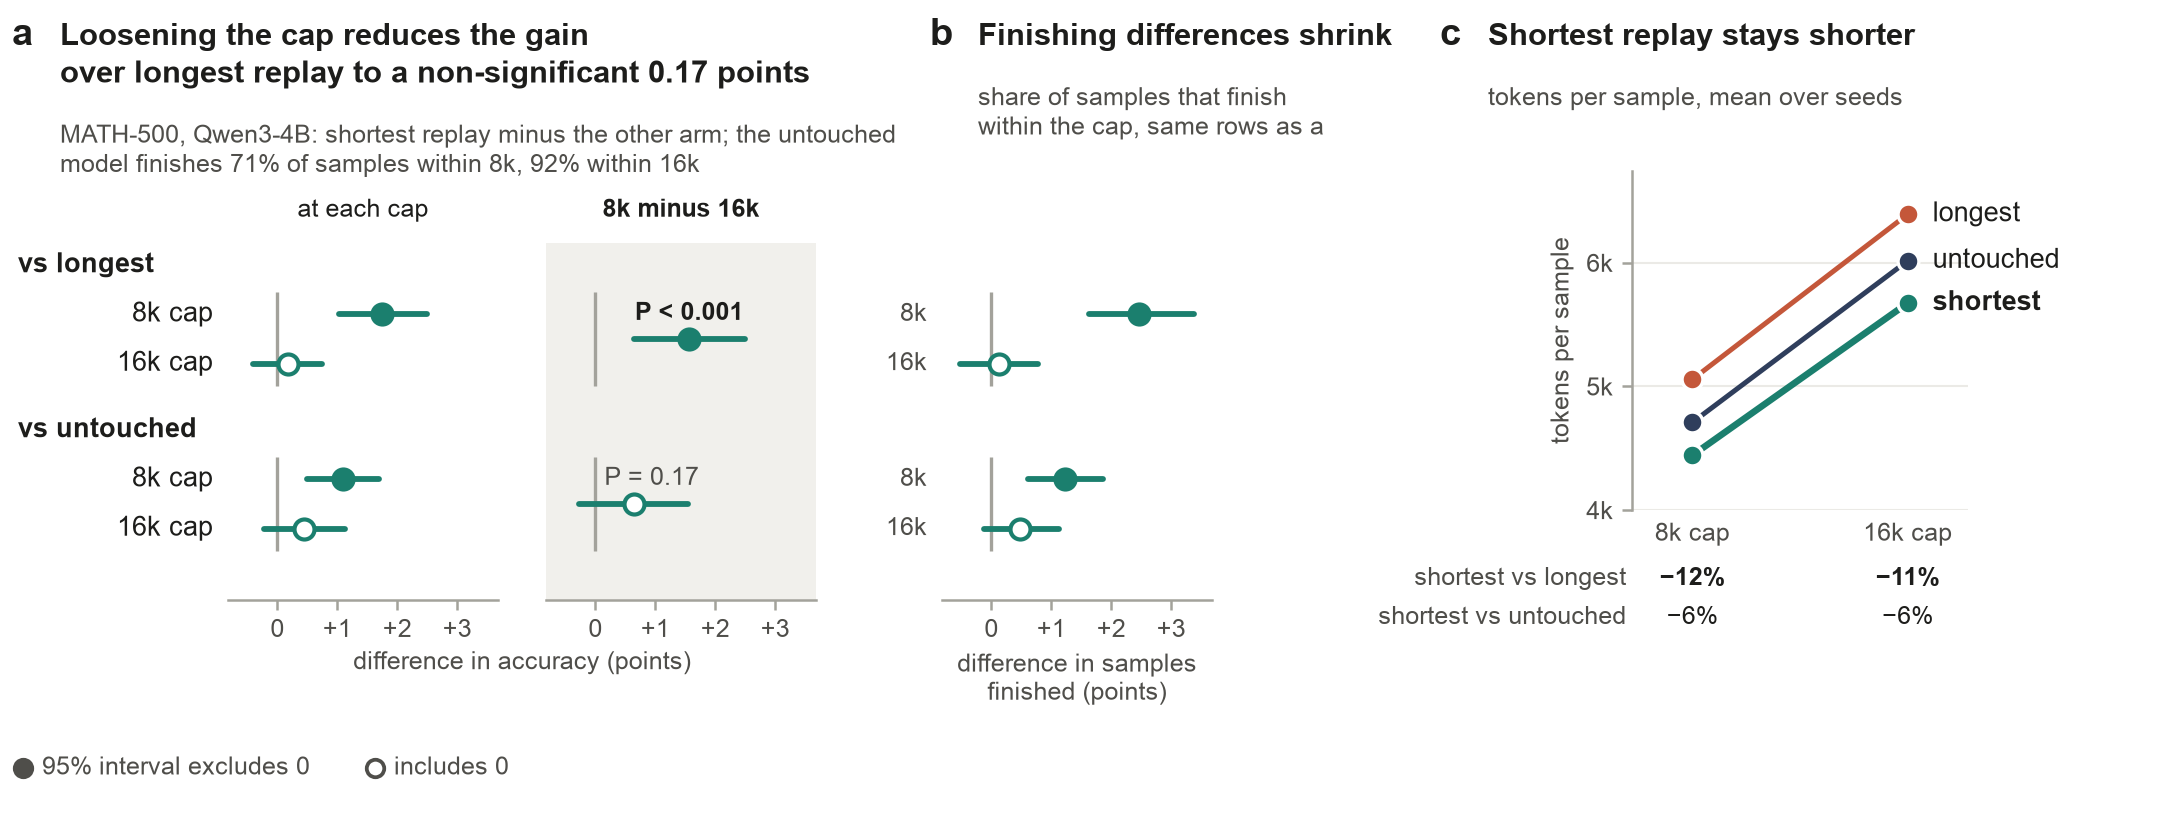 a Loosening the cap reduces the gain
over longest replay to a non-significant 0.17 points
MATH-500, Qwen3-4B: shortest replay minus the other arm; the untouched
model finishes 71% of samples within 8k, 92% within 16k
at each cap
8k minus 16k
vs longest
8k cap
16k cap
P < 0.001
vs untouched
8k cap
16k cap
P = 0.17
0 +1 +2 +3
0 +1 +2 +3
difference in accuracy (points)
95% interval excludes 0
includes 0
b Finishing differences shrink
share of samples that finish
within the cap, same rows as a
8k
16k
8k
16k
0 +1 +2 +3
difference in samples
finished (points)
c Shortest replay stays shorter
tokens per sample, mean over seeds
tokens per sample
6k
5k
4k
longest
untouched
shortest
8k cap 16k cap
shortest vs longest −12% −11%
shortest vs untouched −6% −6%